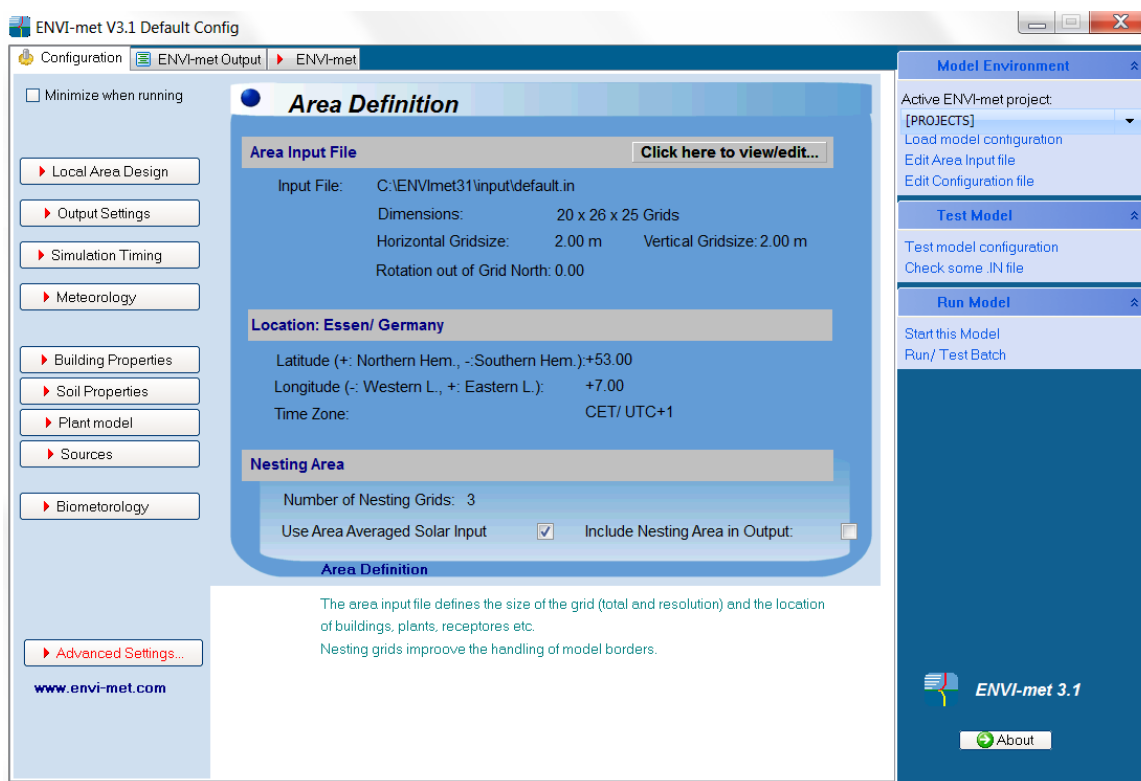 ENVI-met V3.1 Default Config
Configuration
ENVI-met Output
ENVI-met
Minimize when running
Local Area Design
Output Settings
Simulation Timing
Meteorology
Building Properties
Soil Properties
Plant model
Sources
Biometorology
Advanced Settings...
www.envi-met.com
Area Definition
Area Input File
Click here to view/edit...
Input File: C:\ENVImet31\input\default.in
Dimensions: 20 x 26 x 25 Grids
Horizontal Gridsize: 2.00 m Vertical Gridsize: 2.00 m
Rotation out of Grid North: 0.00
Location: Essen/ Germany
Latitude (+: Northern Hem., -:Southern Hem.):+53.00
Longitude (-: Western L., +: Eastern L.): +7.00
Time Zone: CET/ UTC+1
Nesting Area
Number of Nesting Grids: 3
Use Area Averaged Solar Input Include Nesting Area in Output:
Area Definition
The area input file defines the size of the grid (total and resolution) and the location
of buildings, plants, receptores etc.
Nesting grids improove the handling of model borders.
Model Environment
Active ENVI-met project:
[PROJECTS]
Load model configuration
Edit Area Input file
Edit Configuration file
Test Model
Test model configuration
Check some .IN file
Run Model
Start this Model
Run/ Test Batch
ENVI-met 3.1
About